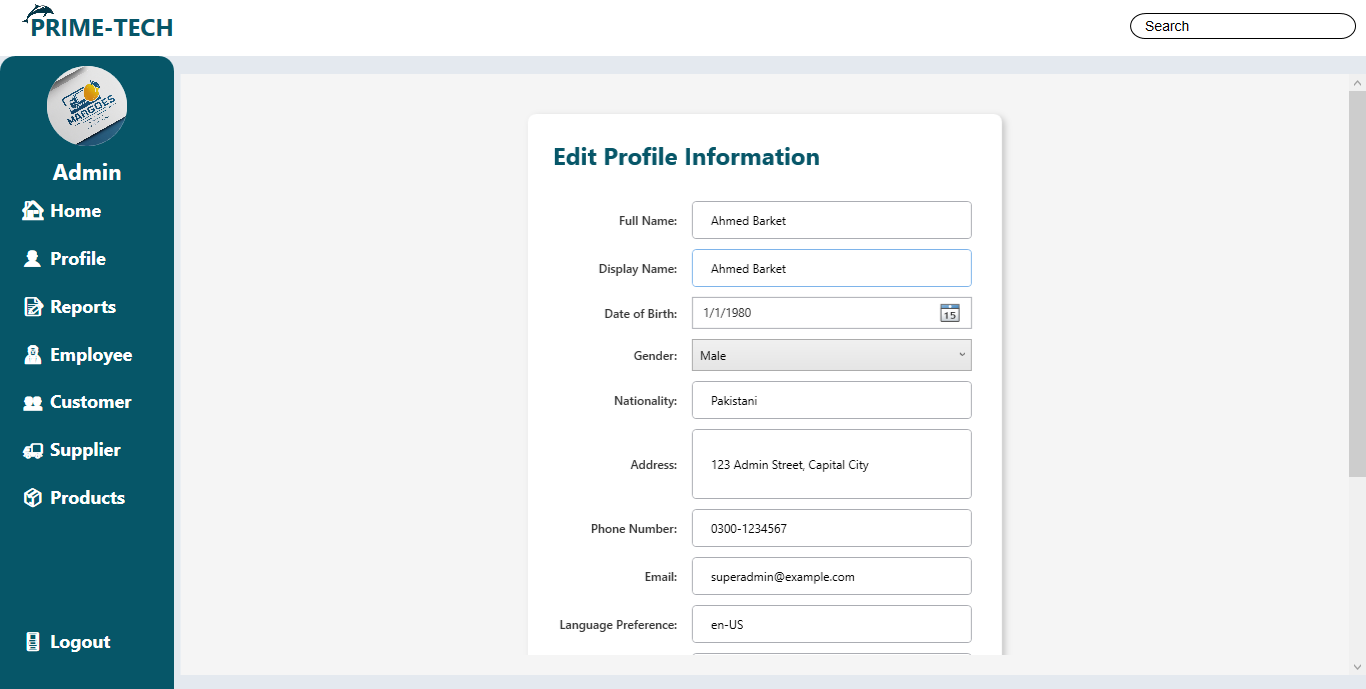 PRIME-TECH
Search
MANGOES
Admin
Home
Profile
Reports
Employee
Customer
Supplier
Products
Logout
Edit Profile Information
Full Name: Ahmed Barket
Display Name: Ahmed Barket
Date of Birth: 1/1/1980 15
Gender: Male
Nationality: Pakistani
Address: 123 Admin Street, Capital City
Phone Number: 0300-1234567
Email: superadmin@example.com
Language Preference: en-US